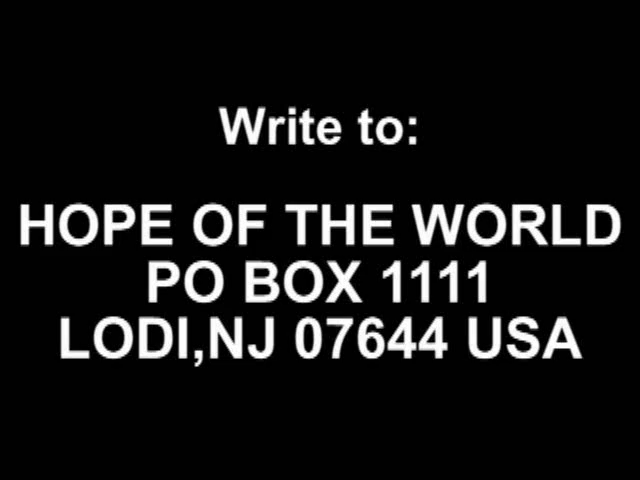 Write to:
HOPE OF THE WORLD
PO BOX 1111
LODI,NJ 07644 USA